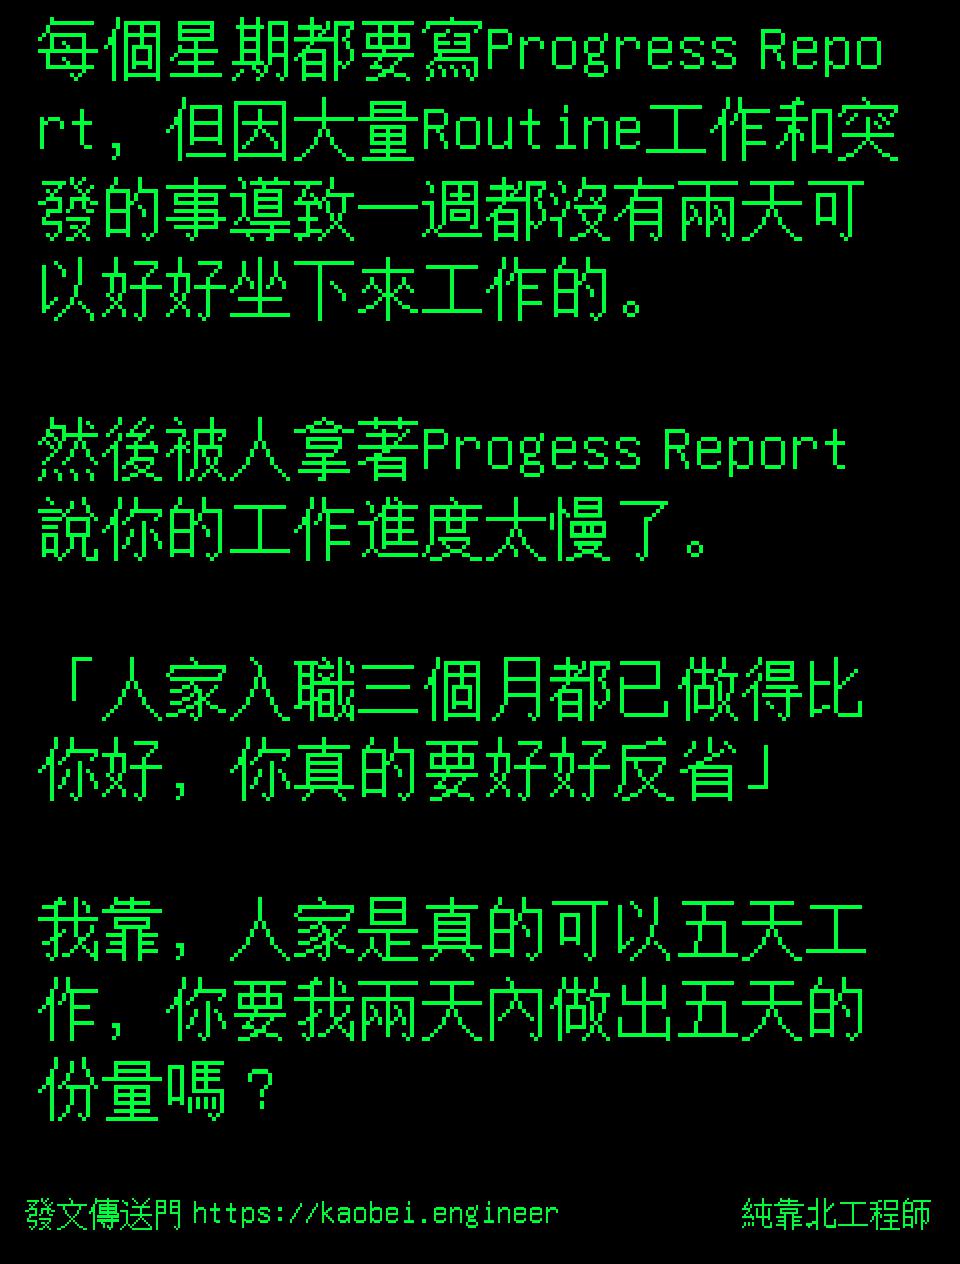 每個星期都要寫Progress Repo
rt, 但因大量Routine工作和突
發的事導致一週都沒有兩天可
以好好坐下來工作的。
然後被人拿著Progess Report
說你的工作進度太慢了。
「人家入職三個月都已做得比
你好, 你真的要好好反省」
我靠, 人家是真的可以五天工
作, 你要我兩天內做出五天的
份量嗎?
發文傳送門 https://kaobei.engineer
純靠北工程師